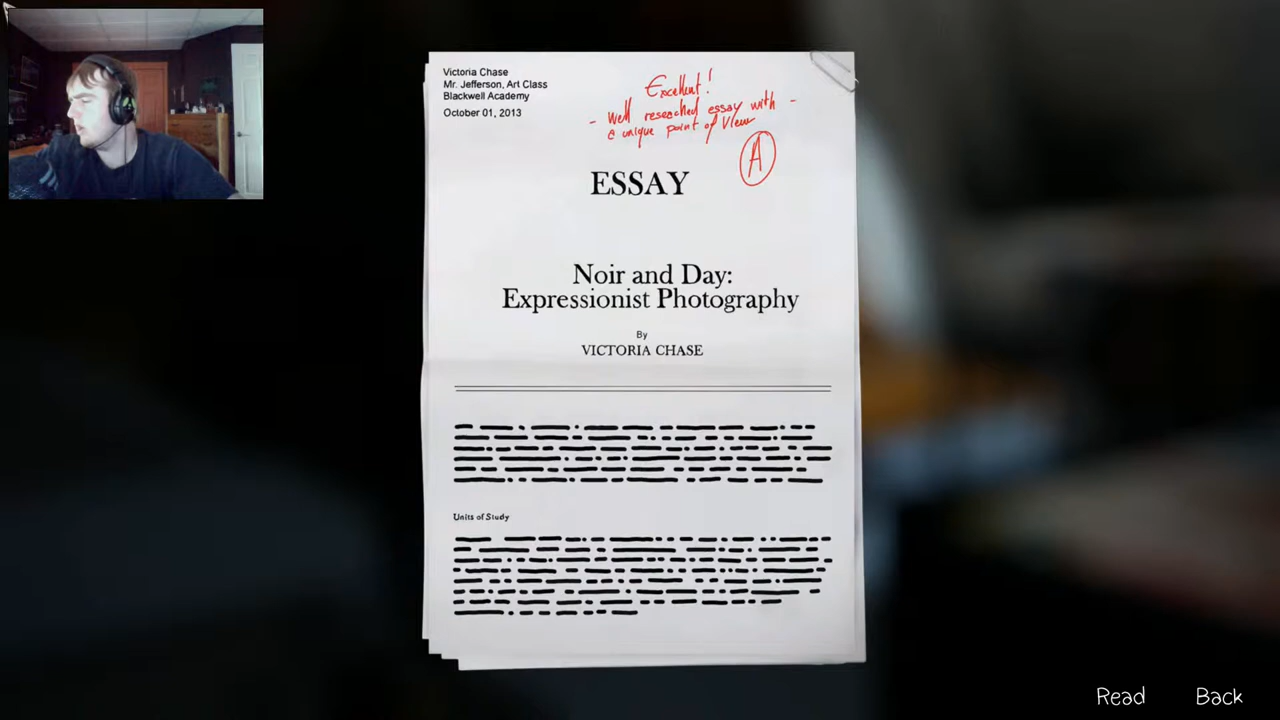 Victoria Chase
Mr. Jefferson, Art Class
Blackwell Academy
October 01, 2013
Excellent!
- Well reseached essay with -
a unique point of View
A
ESSAY
Noir and Day:
Expressionist Photography
By
VICTORIA CHASE
Units of Study
Read Back